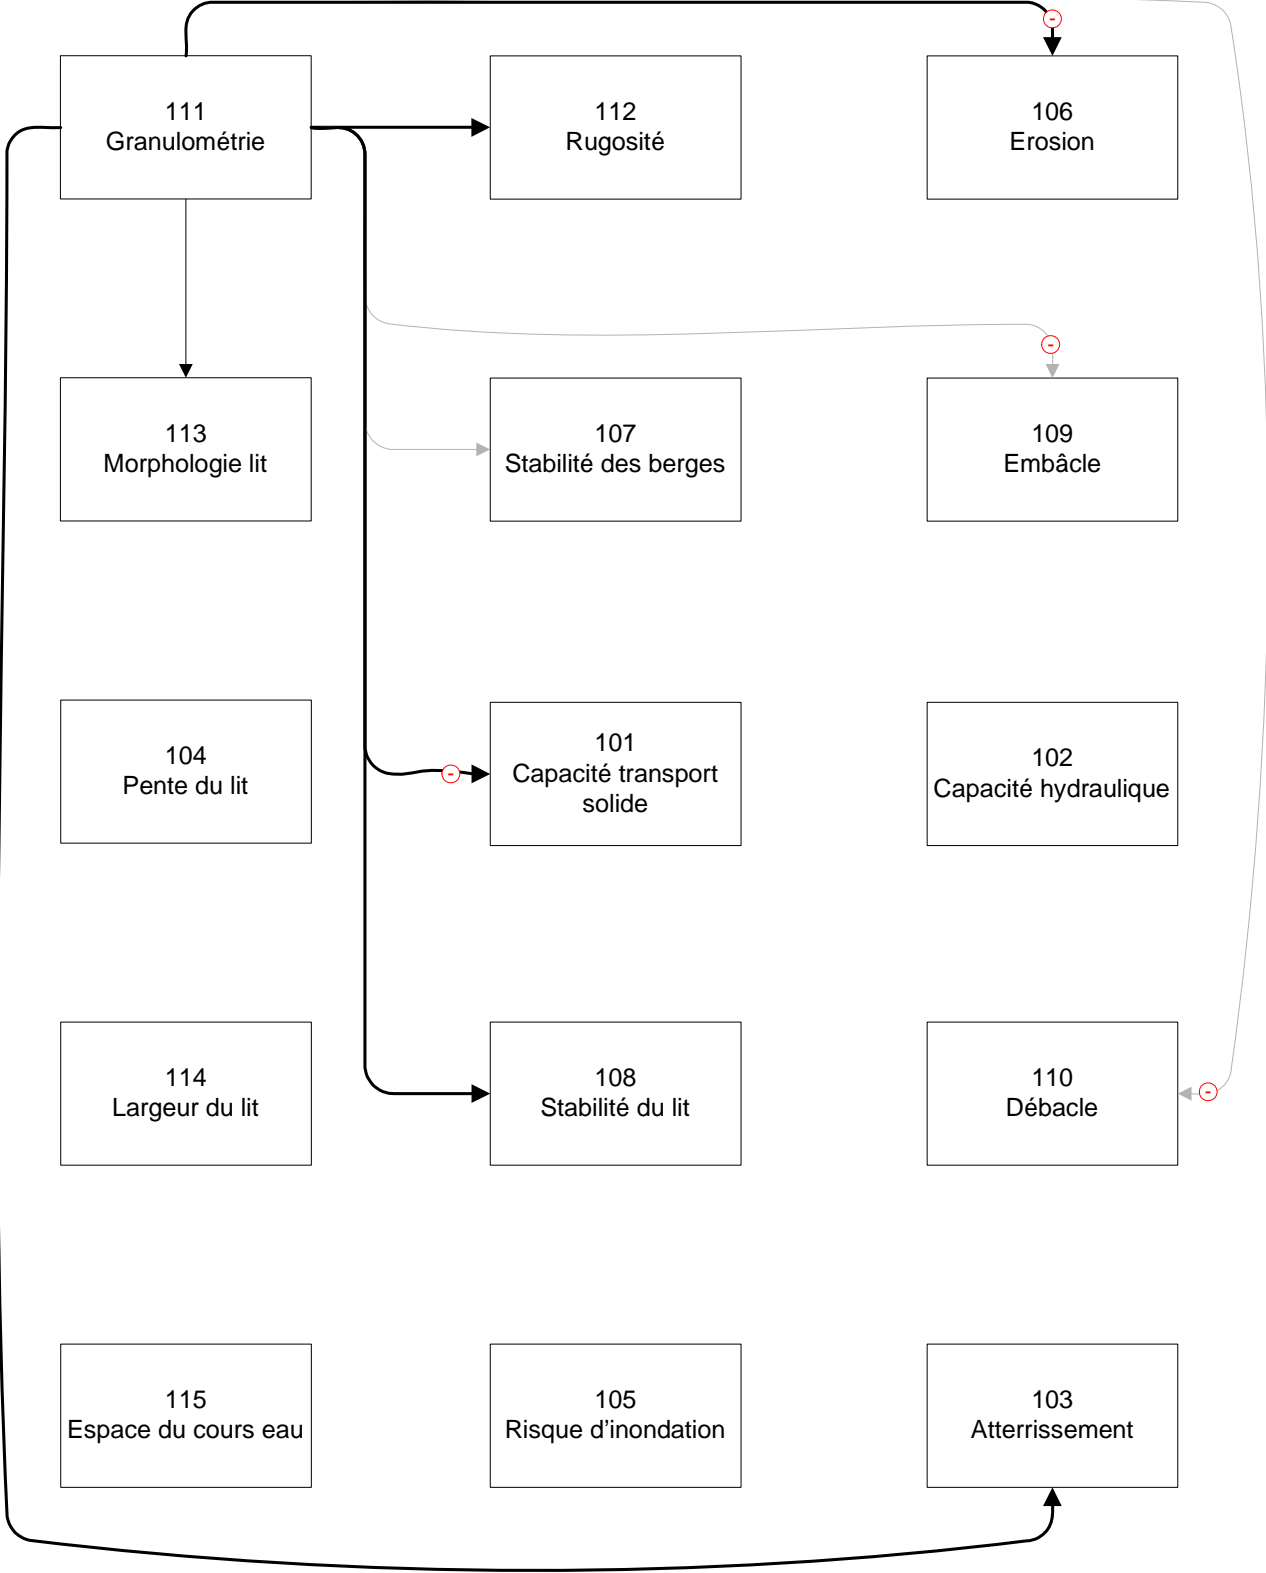 -
111
Granulométrie
112
Rugosité
106
Erosion
-
113
Morphologie lit
107
Stabilité des berges
109
Embâcle
104
Pente du lit
101
Capacité transport
solide
-
102
Capacité hydraulique
114
Largeur du lit
108
Stabilité du lit
110
Débacle
-
115
Espace du cours eau
105
Risque d'inondation
103
Atterrissement